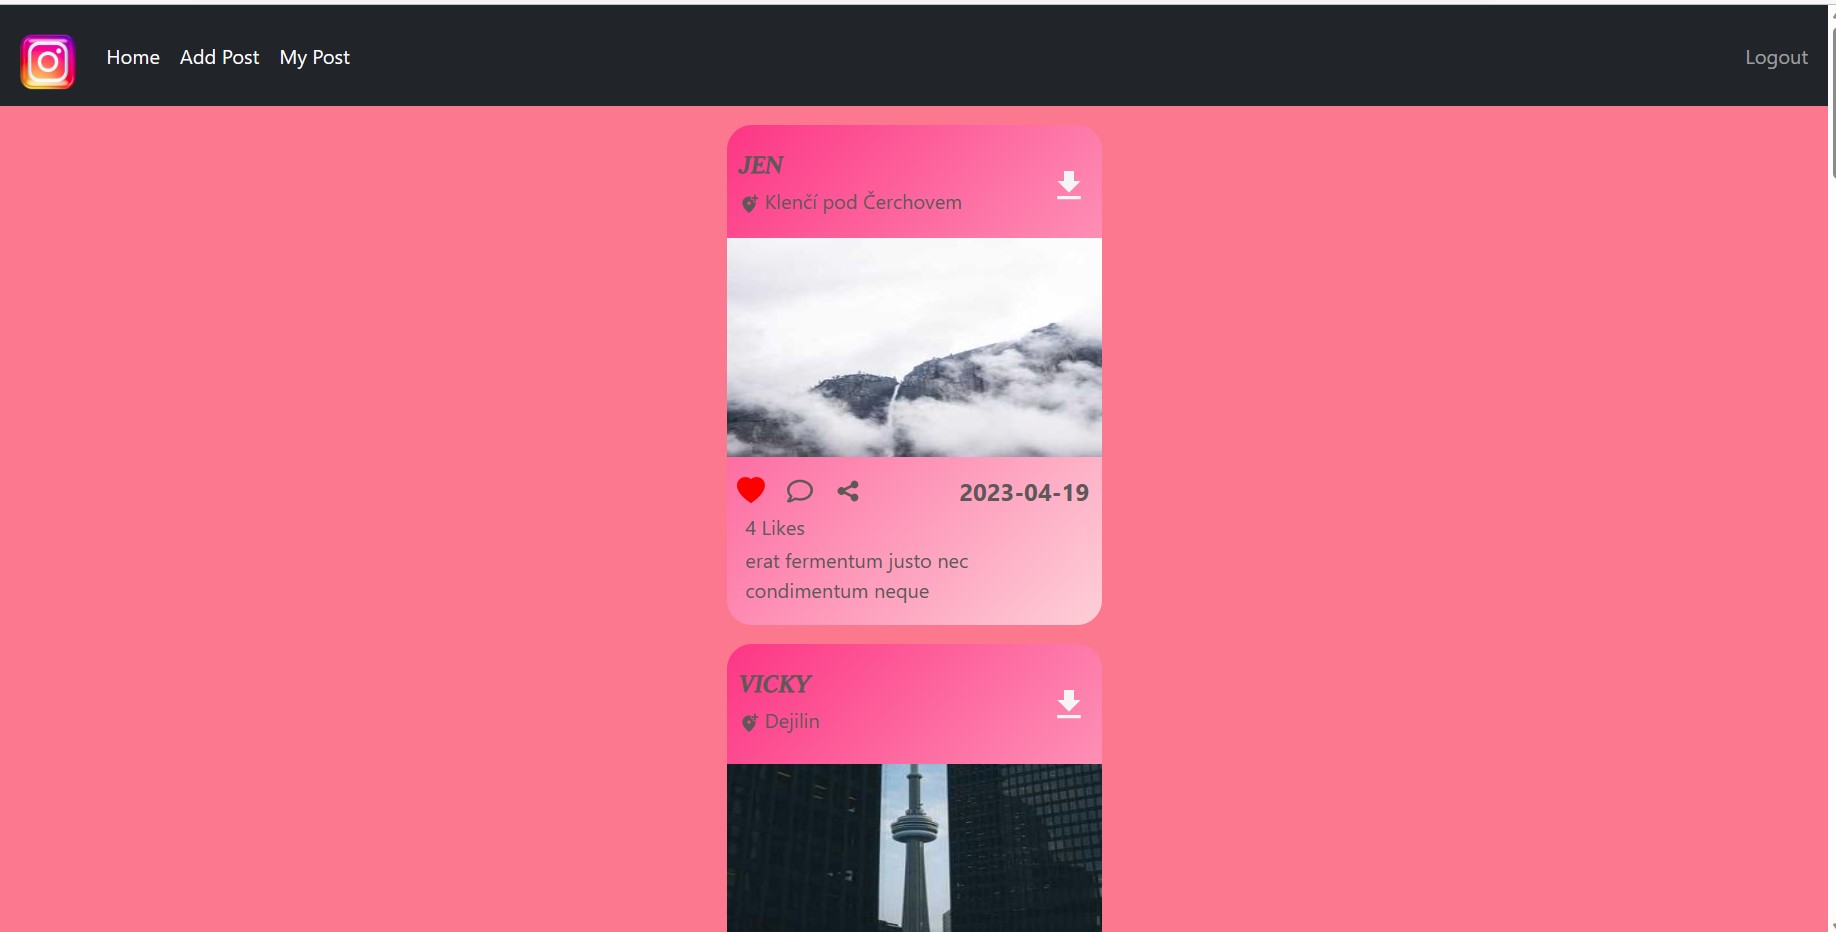 Home Add Post My Post Logout
JEN
Klenčí pod Čerchovem
2023-04-19
4 Likes
erat fermentum justo nec
condimentum neque
VICKY
Dejilin